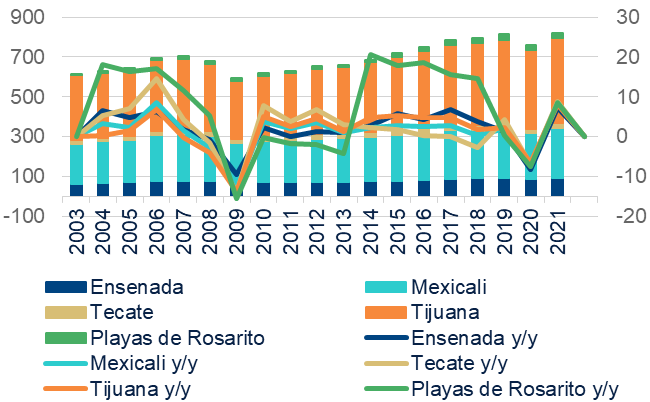 900 30
700 20
500 10
300 0
100 -10
-100 -20
2003 2004 2005 2006 2007 2008 2009 2010 2011 2012 2013 2014 2015 2016 2017 2018 2019 2020 2021
Ensenada Mexicali
Tecate Tijuana
Playas de Rosarito Ensenada y/y
Mexicali y/y Tecate y/y
Tijuana y/y Playas de Rosarito y/y